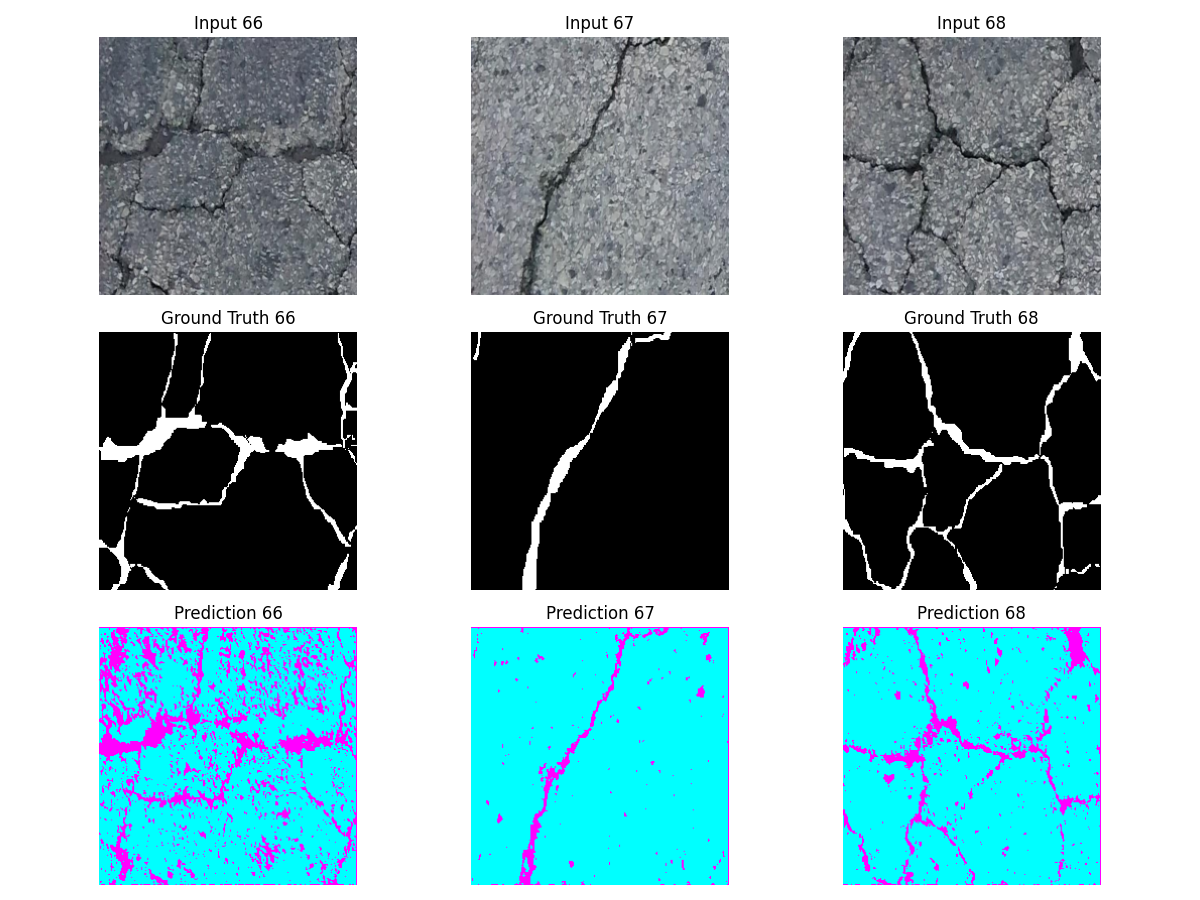 Input 66
Input 67
Input 68
Ground Truth 66
Ground Truth 67
Ground Truth 68
Prediction 66
Prediction 67
Prediction 68